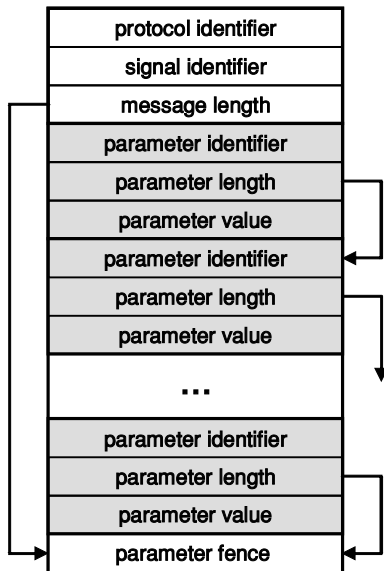 protocol identifier
signal identifier
message length
parameter identifier
parameter length
parameter value
parameter identifier
parameter length
parameter value
...
parameter identifier
parameter length
parameter value
parameter fence